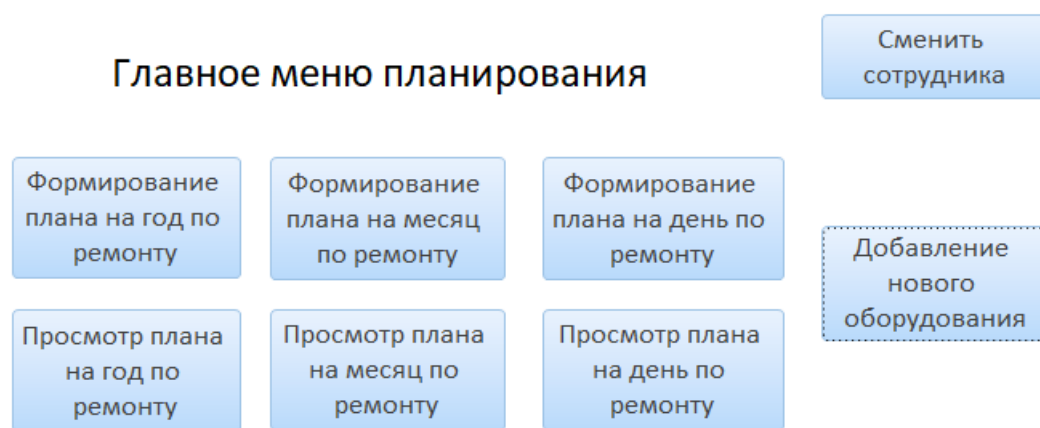 Сменить
сотрудника
Главное меню планирования
Формирование
плана на год по
ремонту
Формирование
плана на месяц
по ремонту
Формирование
плана на день по
ремонту
Добавление
нового
оборудования
Просмотр плана
на год по
ремонту
Просмотр плана
на месяц по
ремонту
Просмотр плана
на день по
ремонту